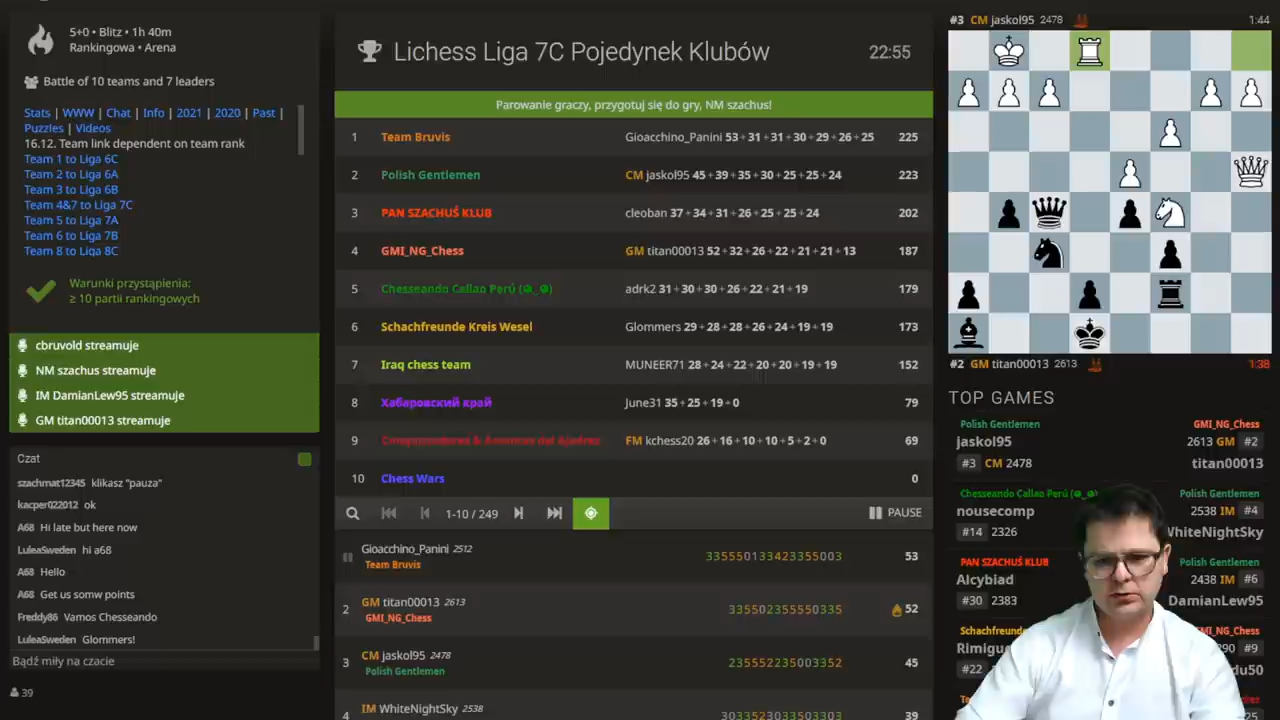 5+0 • Blitz • 1h 40m
Rankingowa • Arena
Battle of 10 teams and 7 leaders
Stats | WWW | Chat | Info | 2021 | 2020 | Past |
Puzzles | Videos
16.12. Team link dependent on team rank
Team 1 to Liga 6C
Team 2 to Liga 6A
Team 3 to Liga 6B
Team 4&7 to Liga 7C
Team 5 to Liga 7A
Team 6 to Liga 7B
Team 8 to Liga 8C
Warunki przystąpienia:
≥ 10 partii rankingowych
cbruvold streamuje
NM szachus streamuje
IM DamianLew95 streamuje
GM titan00013 streamuje
Czat
szachmat12345 klikasz "pauza"
kacper022012 ok
A68 Hi late but here now
LuleaSweden hi a68
A68 Hello
A68 Get us somw points
Freddy86 Vamos Chesseando
LuleaSweden Glommers!
Bądź miły na czacie
39
Lichess Liga 7C Pojedynek Klubów 22:55
Parowanie graczy, przygotuj się do gry, NM szachus!
1 Team Bruvis Gioacchino_Panini 53+31+31+30+29+26+25 225
2 Polish Gentlemen CM jaskol95 45+39+35+30+25+25+24 223
3 PAN SZACHUŚ KLUB cleoban 37+34+31+26+25+25+24 202
4 GMI_NG_Chess GM titan00013 52+32+26+22+21+21+13 187
5 Chesseando Callao Perú adrk2 31+30+30+26+22+21+19 179
6 Schachfreunde Kreis Wesel Glommers 29+28+28+26+24+19+19 173
7 Iraq chess team MUNEER71 28+24+22+20+20+19+19 152
8 Хабаровский край June31 35+25+19+0 79
9 FM kchess20 26+16+10+10+5+2+0 69
10 Chess Wars 0
1-10 / 249 PAUSE
Gioacchino_Panini 2512 33555013342335​5003 53
Team Bruvis
2 GM titan00013 2613 335502355550335 52
GMI_NG_Chess
3 CM jaskol95 2478 235552235003352 45
Polish Gentlemen
4 IM WhiteNightSky 2538 3033523033503303 39
#3 CM jaskol95 2478 1:44
#2 GM titan00013 2613 1:38
TOP GAMES
Polish Gentlemen GMI_NG_Chess
jaskol95 2613 GM #2
#3 CM 2478 titan00013
Chesseando Callao Perú Polish Gentlemen
nousecomp 2538 IM #4
#14 2326 WhiteNightSky
PAN SZACHUŚ KLUB Polish Gentlemen
Alcybiad 2438 IM #6
#30 2383 DamianLew95
Schachfreunde NG_Chess
Rimigu 290 #9
#22 du50